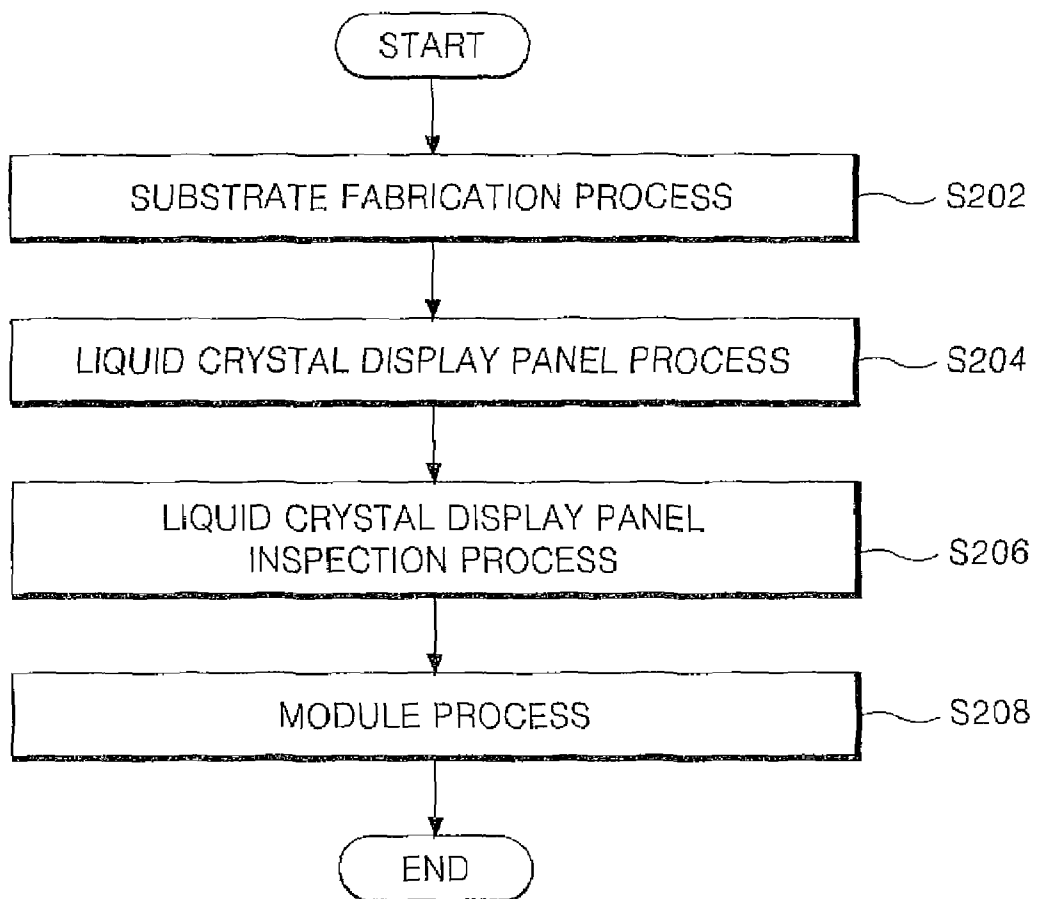 START
SUBSTRATE FABRICATION PROCESS
S202
LIQUID CRYSTAL DISPLAY PANEL PROCESS
S204
LIQUID CRYSTAL DISPLAY PANEL
INSPECTION PROCESS
S206
MODULE PROCESS
S208
END